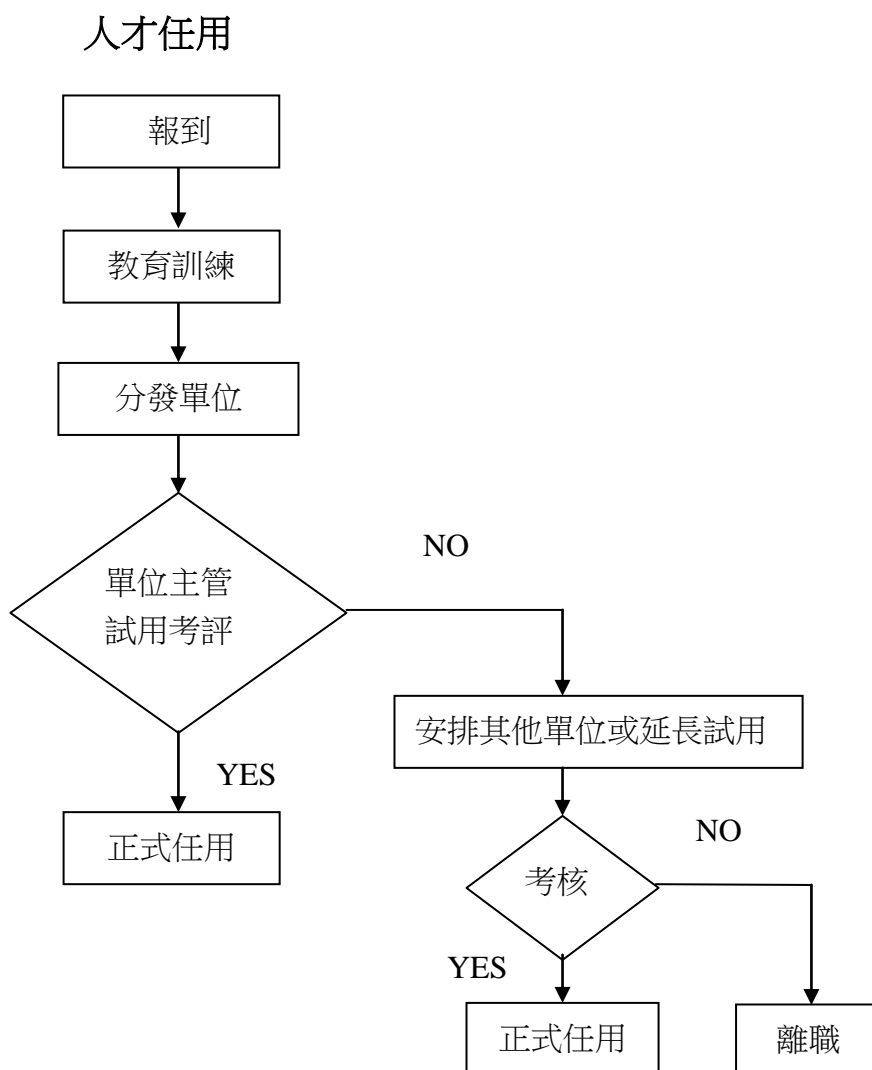 人才任用
報到
教育訓練
分發單位
單位主管
試用考評
NO
安排其他單位或延長試用
YES
正式任用
考核
NO
YES
正式任用
離職